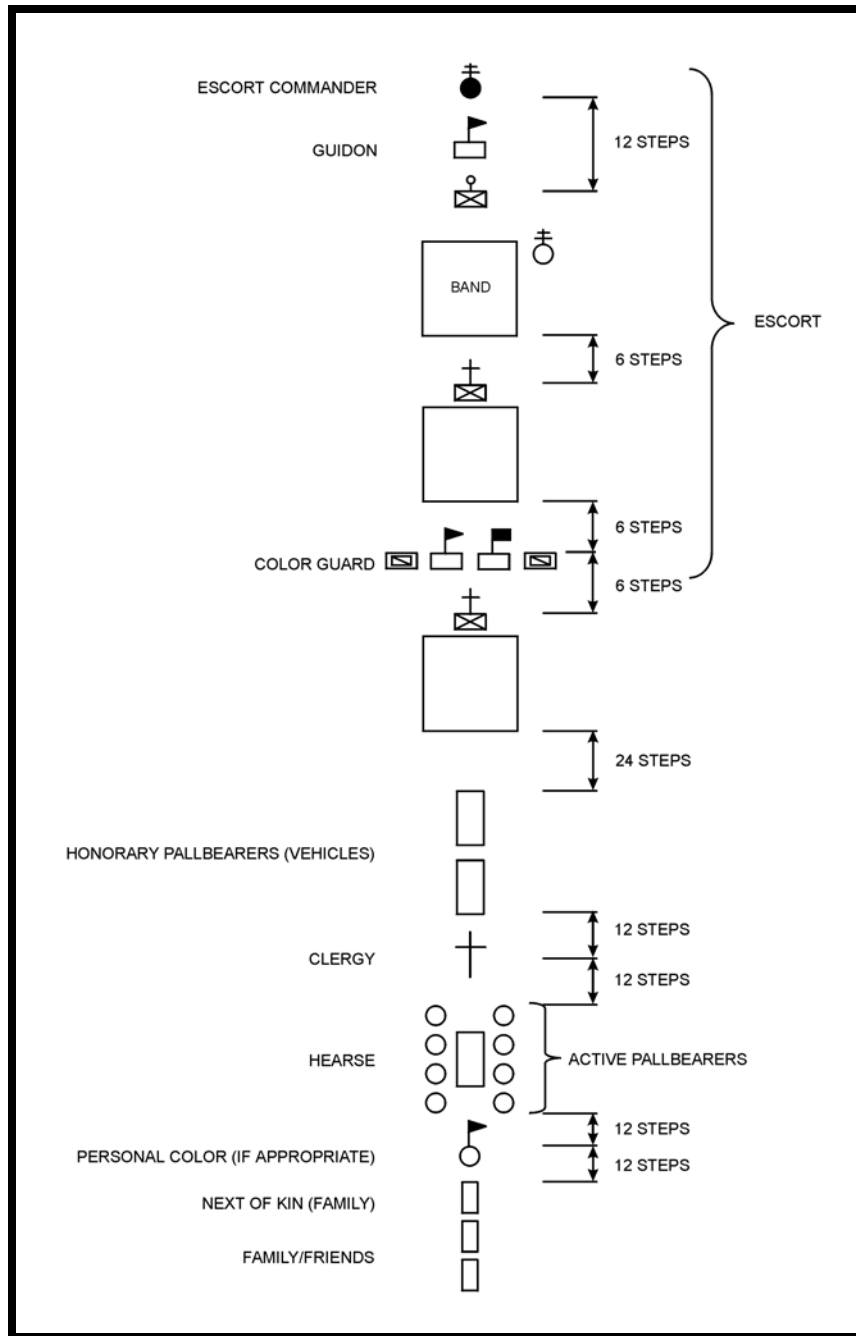 ESCORT COMMANDER
12 STEPS
GUIDON
BAND
ESCORT
6 STEPS
6 STEPS
COLOR GUARD
6 STEPS
24 STEPS
HONORARY PALLBEARERS (VEHICLES)
12 STEPS
CLERGY
12 STEPS
HEARSE
ACTIVE PALLBEARERS
12 STEPS
PERSONAL COLOR (IF APPROPRIATE)
12 STEPS
NEXT OF KIN (FAMILY)
FAMILY/FRIENDS